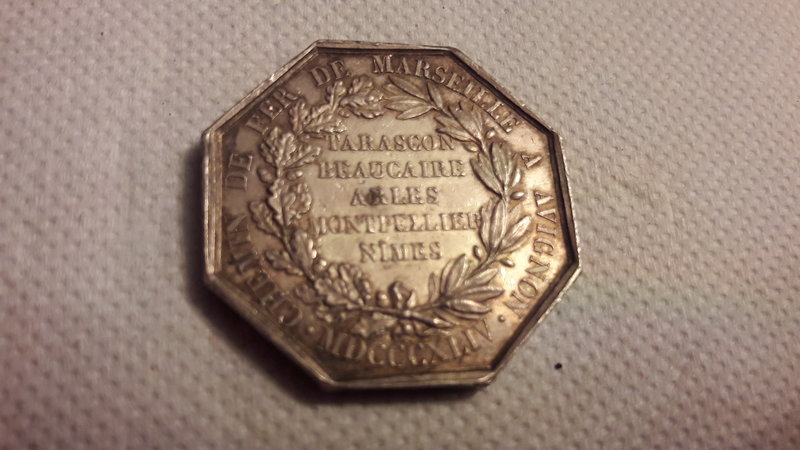 CHEMIN DE FER DE MARSEILLE A AVIGNON
TARASCON
BEAUCAIRE
ARLES
MONTPELLIER
NIMES
· MDCCCXLIV ·